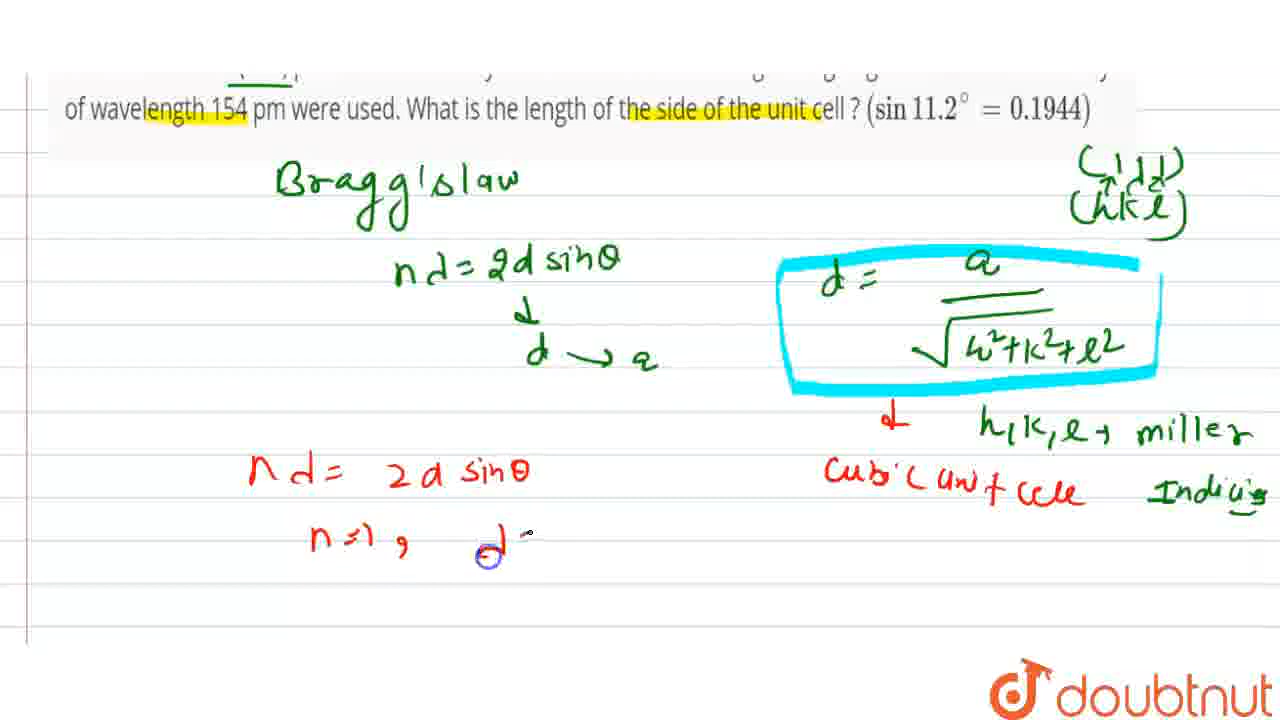 of wavelength 154 pm were used. What is the length of the side of the unit cell ? (sin 11.2° = 0.1944)
Bragg's law
(1 1 1)
(h k l)
nλ = 2d sinθ
d = a / √h²+k²+l²
↓
d → a
h, k, l → miller
Indicies
cubic unit cell
nλ = 2d sinθ
n=1, λ =
doubtnut